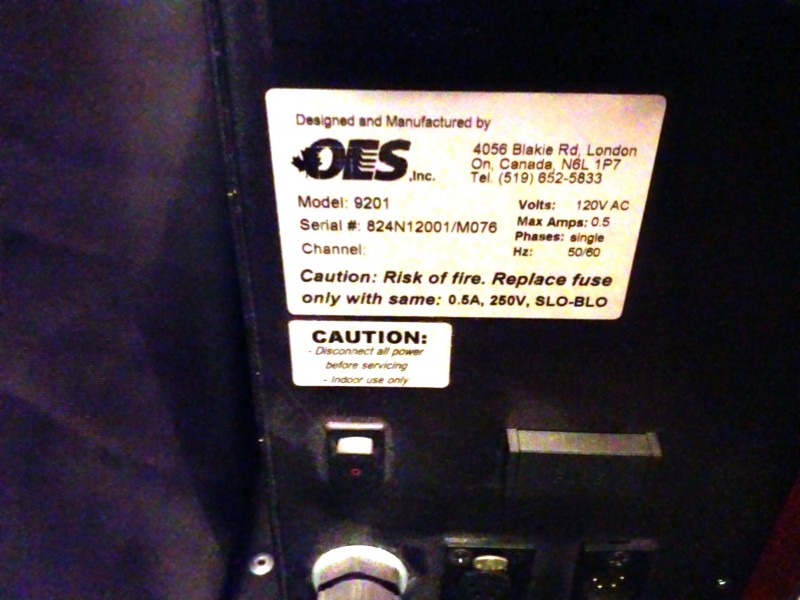 Designed and Manufactured by
OES, Inc.
4056 Blakie Rd, London
On, Canada, N6L 1P7
Tel. (519) 652-5833
Model: 9201
Serial #: 824N12001/M076
Channel:
Volts: 120V AC
Max Amps: 0.5
Phases: single
Hz: 50/60
Caution: Risk of fire. Replace fuse
only with same: 0.5A, 250V, SLO-BLO
CAUTION:
- Disconnect all power
before servicing
- Indoor use only